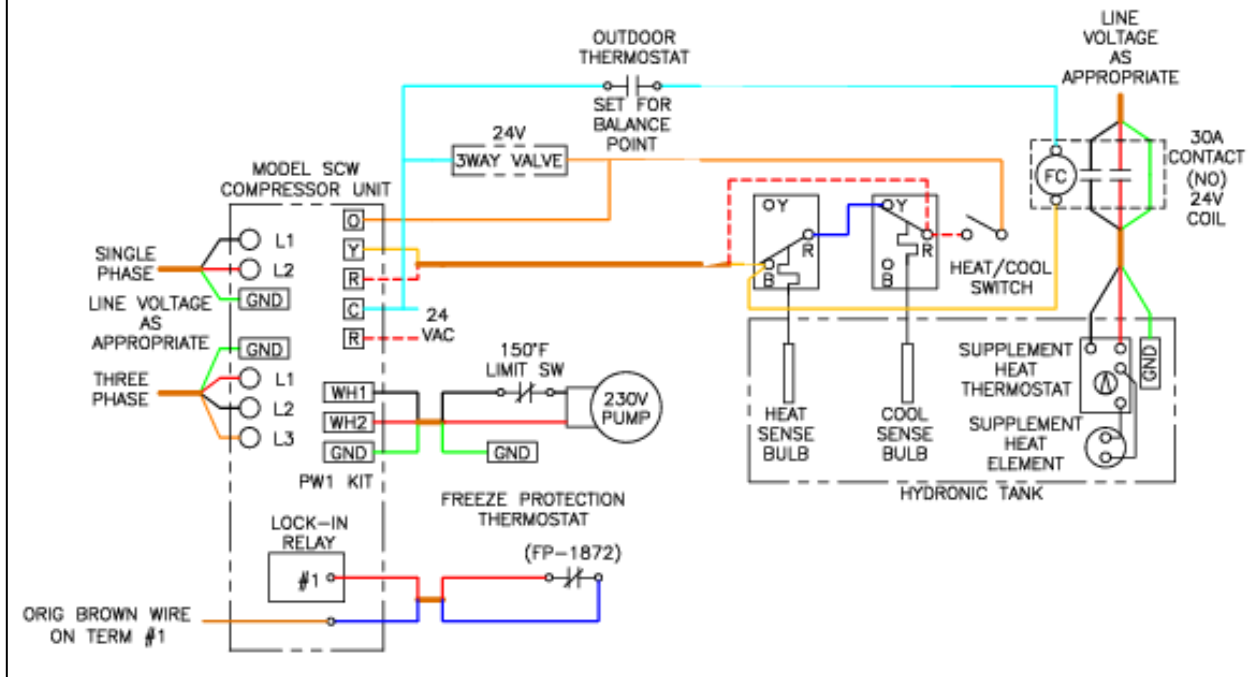 OUTDOOR
THERMOSTAT
SET FOR
BALANCE
POINT
LINE
VOLTAGE
AS
APPROPRIATE
24V
3WAY VALVE
FC
30A
CONTACT
(NO)
24V
COIL
MODEL SCW
COMPRESSOR UNIT
O
Y
R
C
R
24
VAC
L1
L2
GND
SINGLE
PHASE
LINE VOLTAGE
AS
APPROPRIATE
GND
L1
L2
L3
THREE
PHASE
WH1
WH2
GND
PW1 KIT
150°F
LIMIT SW
230V
PUMP
GND
Y
R
B
Y
R
B
HEAT/COOL
SWITCH
HEAT
SENSE
BULB
COOL
SENSE
BULB
SUPPLEMENT
HEAT
THERMOSTAT
GND
SUPPLEMENT
HEAT
ELEMENT
HYDRONIC TANK
FREEZE PROTECTION
THERMOSTAT
(FP-1872)
LOCK-IN
RELAY
#1
ORIG BROWN WIRE
ON TERM #1